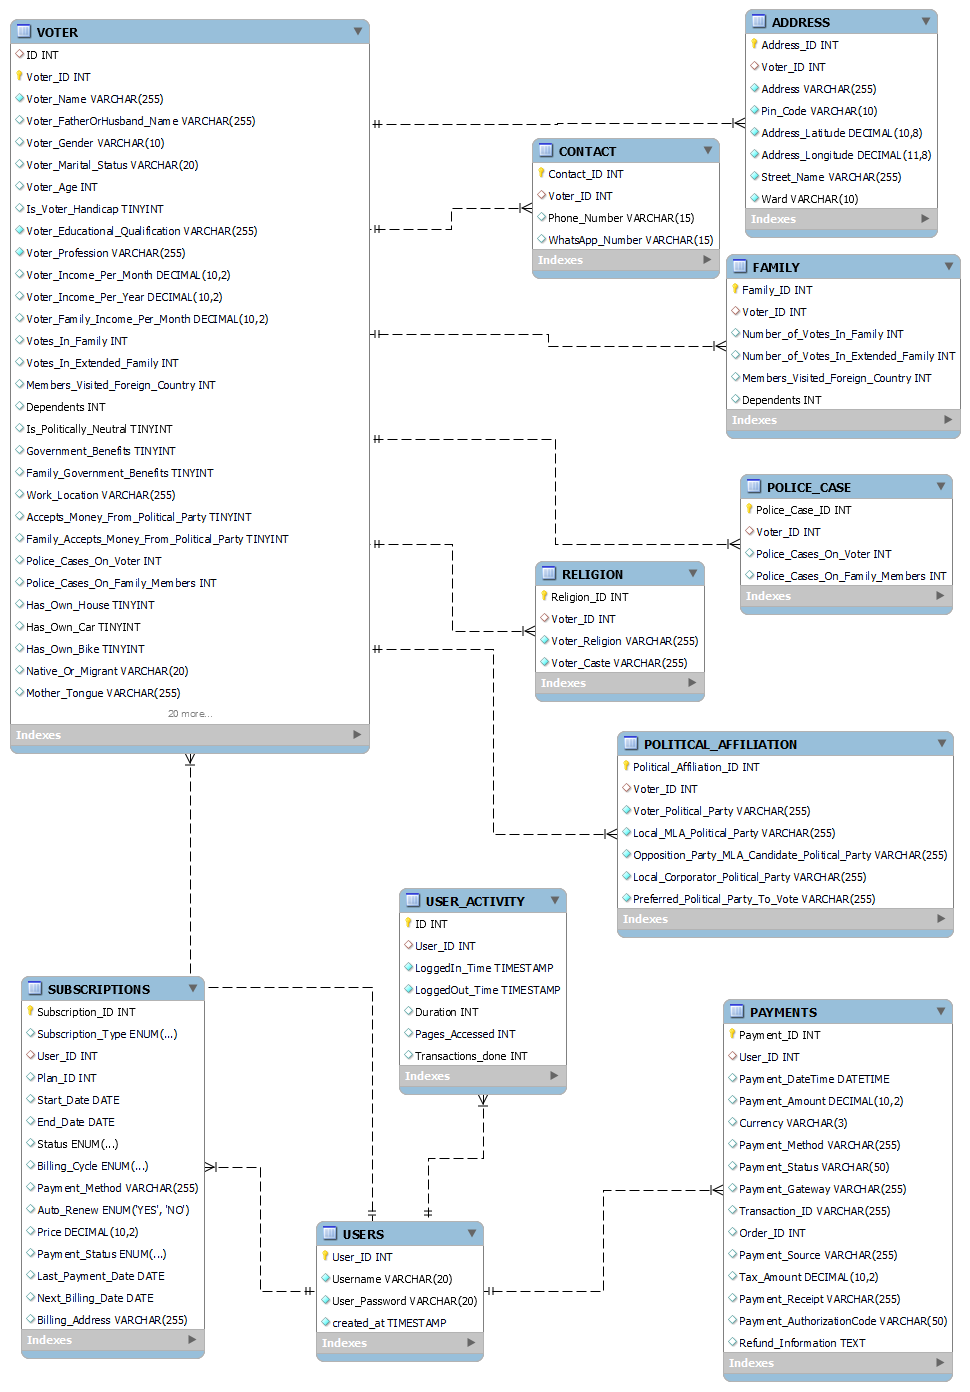 VOTER
ID INT
Voter_ID INT
Voter_Name VARCHAR(255)
Voter_FatherOrHusband_Name VARCHAR(255)
Voter_Gender VARCHAR(10)
Voter_Marital_Status VARCHAR(20)
Voter_Age INT
Is_Voter_Handicap TINYINT
Voter_Educational_Qualification VARCHAR(255)
Voter_Profession VARCHAR(255)
Voter_Income_Per_Month DECIMAL(10,2)
Voter_Income_Per_Year DECIMAL(10,2)
Voter_Family_Income_Per_Month DECIMAL(10,2)
Votes_In_Family INT
Votes_In_Extended_Family INT
Members_Visited_Foreign_Country INT
Dependents INT
Is_Politically_Neutral TINYINT
Government_Benefits TINYINT
Family_Government_Benefits TINYINT
Work_Location VARCHAR(255)
Accepts_Money_From_Political_Party TINYINT
Family_Accepts_Money_From_Political_Party TINYINT
Police_Cases_On_Voter INT
Police_Cases_On_Family_Members INT
Has_Own_House TINYINT
Has_Own_Car TINYINT
Has_Own_Bike TINYINT
Native_Or_Migrant VARCHAR(20)
Mother_Tongue VARCHAR(255)
20 more...
Indexes
ADDRESS
Address_ID INT
Voter_ID INT
Address VARCHAR(255)
Pin_Code VARCHAR(10)
Address_Latitude DECIMAL(10,8)
Address_Longitude DECIMAL(11,8)
Street_Name VARCHAR(255)
Ward VARCHAR(10)
Indexes
CONTACT
Contact_ID INT
Voter_ID INT
Phone_Number VARCHAR(15)
WhatsApp_Number VARCHAR(15)
Indexes
FAMILY
Family_ID INT
Voter_ID INT
Number_of_Votes_In_Family INT
Number_of_Votes_In_Extended_Family INT
Members_Visited_Foreign_Country INT
Dependents INT
Indexes
POLICE_CASE
Police_Case_ID INT
Voter_ID INT
Police_Cases_On_Voter INT
Police_Cases_On_Family_Members INT
Indexes
RELIGION
Religion_ID INT
Voter_ID INT
Voter_Religion VARCHAR(255)
Voter_Caste VARCHAR(255)
Indexes
POLITICAL_AFFILIATION
Political_Affiliation_ID INT
Voter_ID INT
Voter_Political_Party VARCHAR(255)
Local_MLA_Political_Party VARCHAR(255)
Opposition_Party_MLA_Candidate_Political_Party VARCHAR(255)
Local_Corporator_Political_Party VARCHAR(255)
Preferred_Political_Party_To_Vote VARCHAR(255)
Indexes
USER_ACTIVITY
ID INT
User_ID INT
LoggedIn_Time TIMESTAMP
LoggedOut_Time TIMESTAMP
Duration INT
Pages_Accessed INT
Transactions_done INT
Indexes
SUBSCRIPTIONS
Subscription_ID INT
Subscription_Type ENUM(...)
User_ID INT
Plan_ID INT
Start_Date DATE
End_Date DATE
Status ENUM(...)
Billing_Cycle ENUM(...)
Payment_Method VARCHAR(255)
Auto_Renew ENUM('YES', 'NO')
Price DECIMAL(10,2)
Payment_Status ENUM(...)
Last_Payment_Date DATE
Next_Billing_Date DATE
Billing_Address VARCHAR(255)
Indexes
USERS
User_ID INT
Username VARCHAR(20)
User_Password VARCHAR(20)
created_at TIMESTAMP
Indexes
PAYMENTS
Payment_ID INT
User_ID INT
Payment_DateTime DATETIME
Payment_Amount DECIMAL(10,2)
Currency VARCHAR(3)
Payment_Method VARCHAR(255)
Payment_Status VARCHAR(50)
Payment_Gateway VARCHAR(255)
Transaction_ID VARCHAR(255)
Order_ID INT
Payment_Source VARCHAR(255)
Tax_Amount DECIMAL(10,2)
Payment_Receipt VARCHAR(255)
Payment_AuthorizationCode VARCHAR(50)
Refund_Information TEXT
Indexes